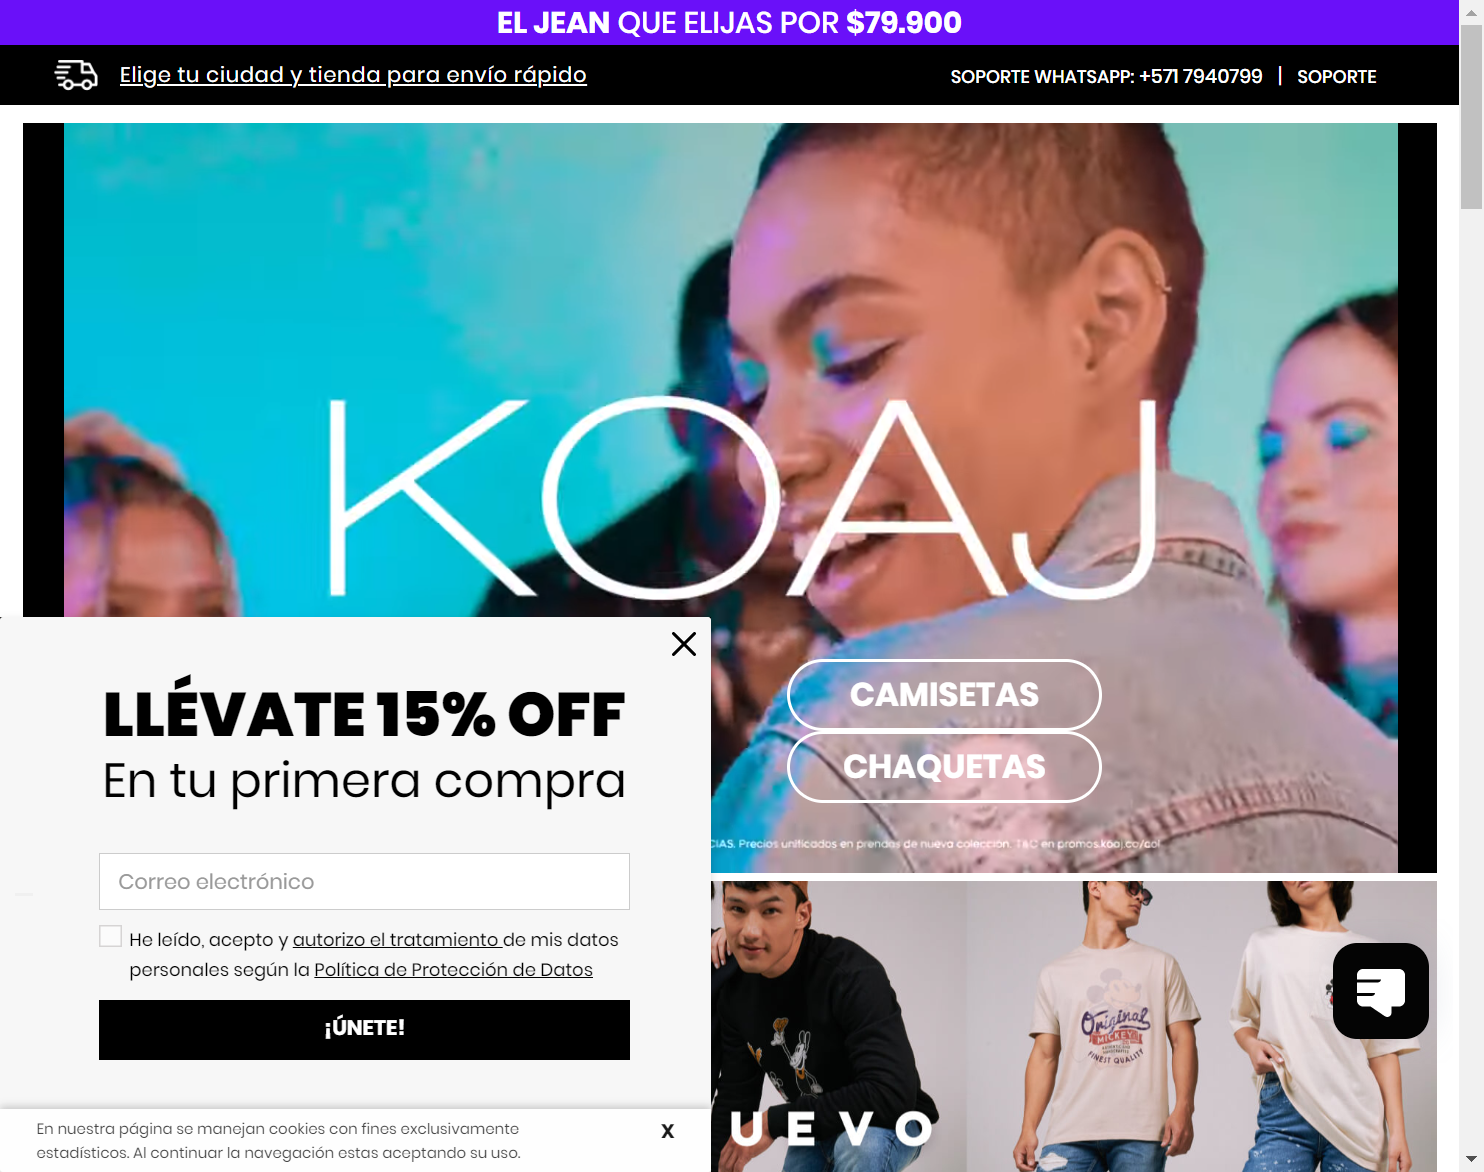 EL JEAN QUE ELIJAS POR $79.900
Elige tu ciudad y tienda para envío rápido
SOPORTE WHATSAPP: +571 7940799 | SOPORTE
KOAJ
CAMISETAS
CHAQUETAS
Precios unificados en prendas de nueva colección. T&C en promos.koaj.co/col
LLÉVATE 15% OFF
En tu primera compra
Correo electrónico
He leído, acepto y autorizo el tratamiento de mis datos
personales según la Política de Protección de Datos
¡ÚNETE!
Original
MICKEY
FINEST QUALITY
UEVO
En nuestra página se manejan cookies con fines exclusivamente
estadísticos. Al continuar la navegación estas aceptando su uso.
X